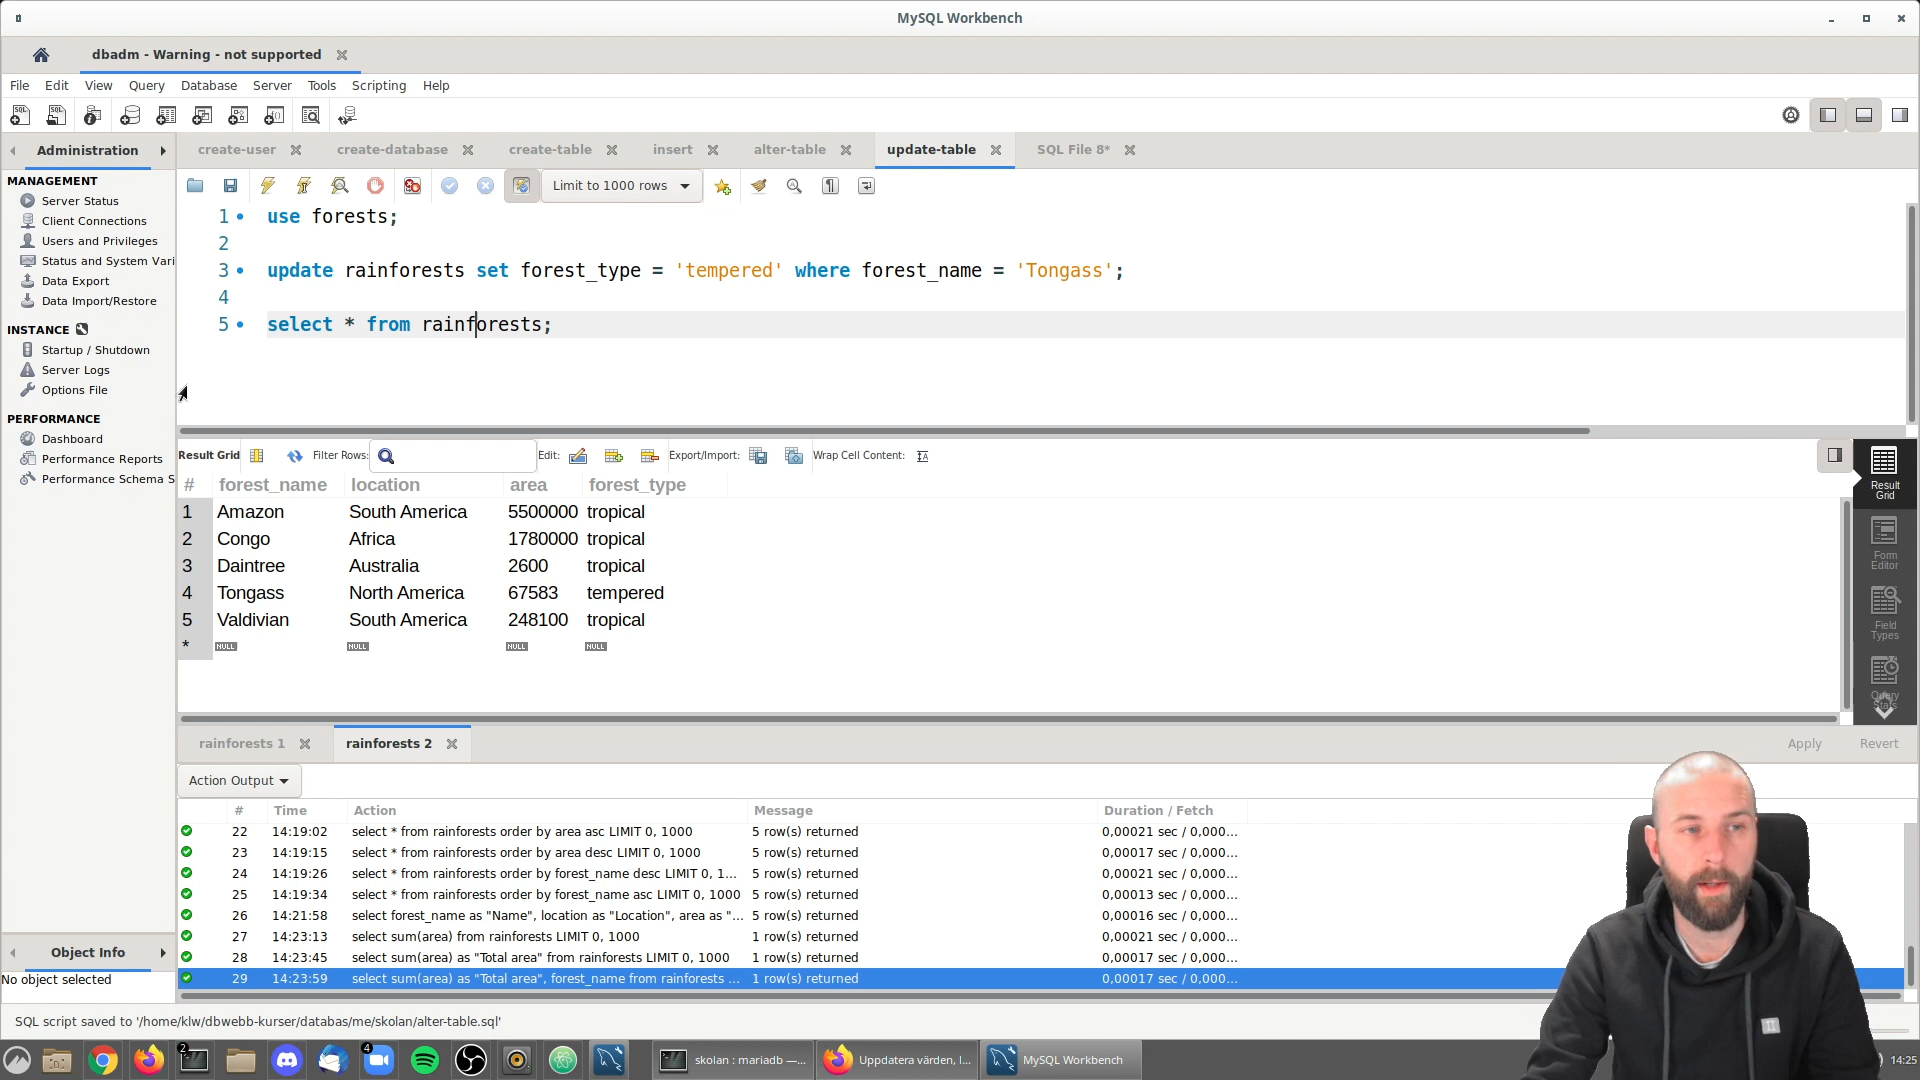 MySQL Workbench
dbadm - Warning - not supported
File Edit View Query Database Server Tools Scripting Help
Administration
create-user create-database create-table insert alter-table update-table SQL File 8*
MANAGEMENT
Server Status
Client Connections
Users and Privileges
Status and System Vari
Data Export
Data Import/Restore
INSTANCE
Startup / Shutdown
Server Logs
Options File
PERFORMANCE
Dashboard
Performance Reports
Performance Schema S
Limit to 1000 rows
1 use forests;
2
3 update rainforests set forest_type = 'tempered' where forest_name = 'Tongass';
4
5 select * from rainforests;
Result Grid Filter Rows: Edit: Export/Import: Wrap Cell Content:
# forest_name location area forest_type
1 Amazon South America 5500000 tropical
2 Congo Africa 1780000 tropical
3 Daintree Australia 2600 tropical
4 Tongass North America 67583 tempered
5 Valdivian South America 248100 tropical
* NULL NULL NULL NULL
Result Grid
Form Editor
Field Types
Query Stats
rainforests 1 rainforests 2 Apply Revert
Action Output
# Time Action Message Duration / Fetch
22 14:19:02 select * from rainforests order by area asc LIMIT 0, 1000 5 row(s) returned 0,00021 sec / 0,000...
23 14:19:15 select * from rainforests order by area desc LIMIT 0, 1000 5 row(s) returned 0,00017 sec / 0,000...
24 14:19:26 select * from rainforests order by forest_name desc LIMIT 0, 1... 5 row(s) returned 0,00021 sec / 0,000...
25 14:19:34 select * from rainforests order by forest_name asc LIMIT 0, 1000 5 row(s) returned 0,00013 sec / 0,000...
26 14:21:58 select forest_name as "Name", location as "Location", area as "... 5 row(s) returned 0,00016 sec / 0,000...
27 14:23:13 select sum(area) from rainforests LIMIT 0, 1000 1 row(s) returned 0,00021 sec / 0,000...
28 14:23:45 select sum(area) as "Total area" from rainforests LIMIT 0, 1000 1 row(s) returned 0,00017 sec / 0,000...
29 14:23:59 select sum(area) as "Total area", forest_name from rainforests ... 1 row(s) returned 0,00017 sec / 0,000...
Object Info
No object selected
SQL script saved to '/home/klw/dbwebb-kurser/databas/me/skolan/alter-table.sql'
2 4 skolan : mariadb —... Uppdatera värden, l... MySQL Workbench 14:25